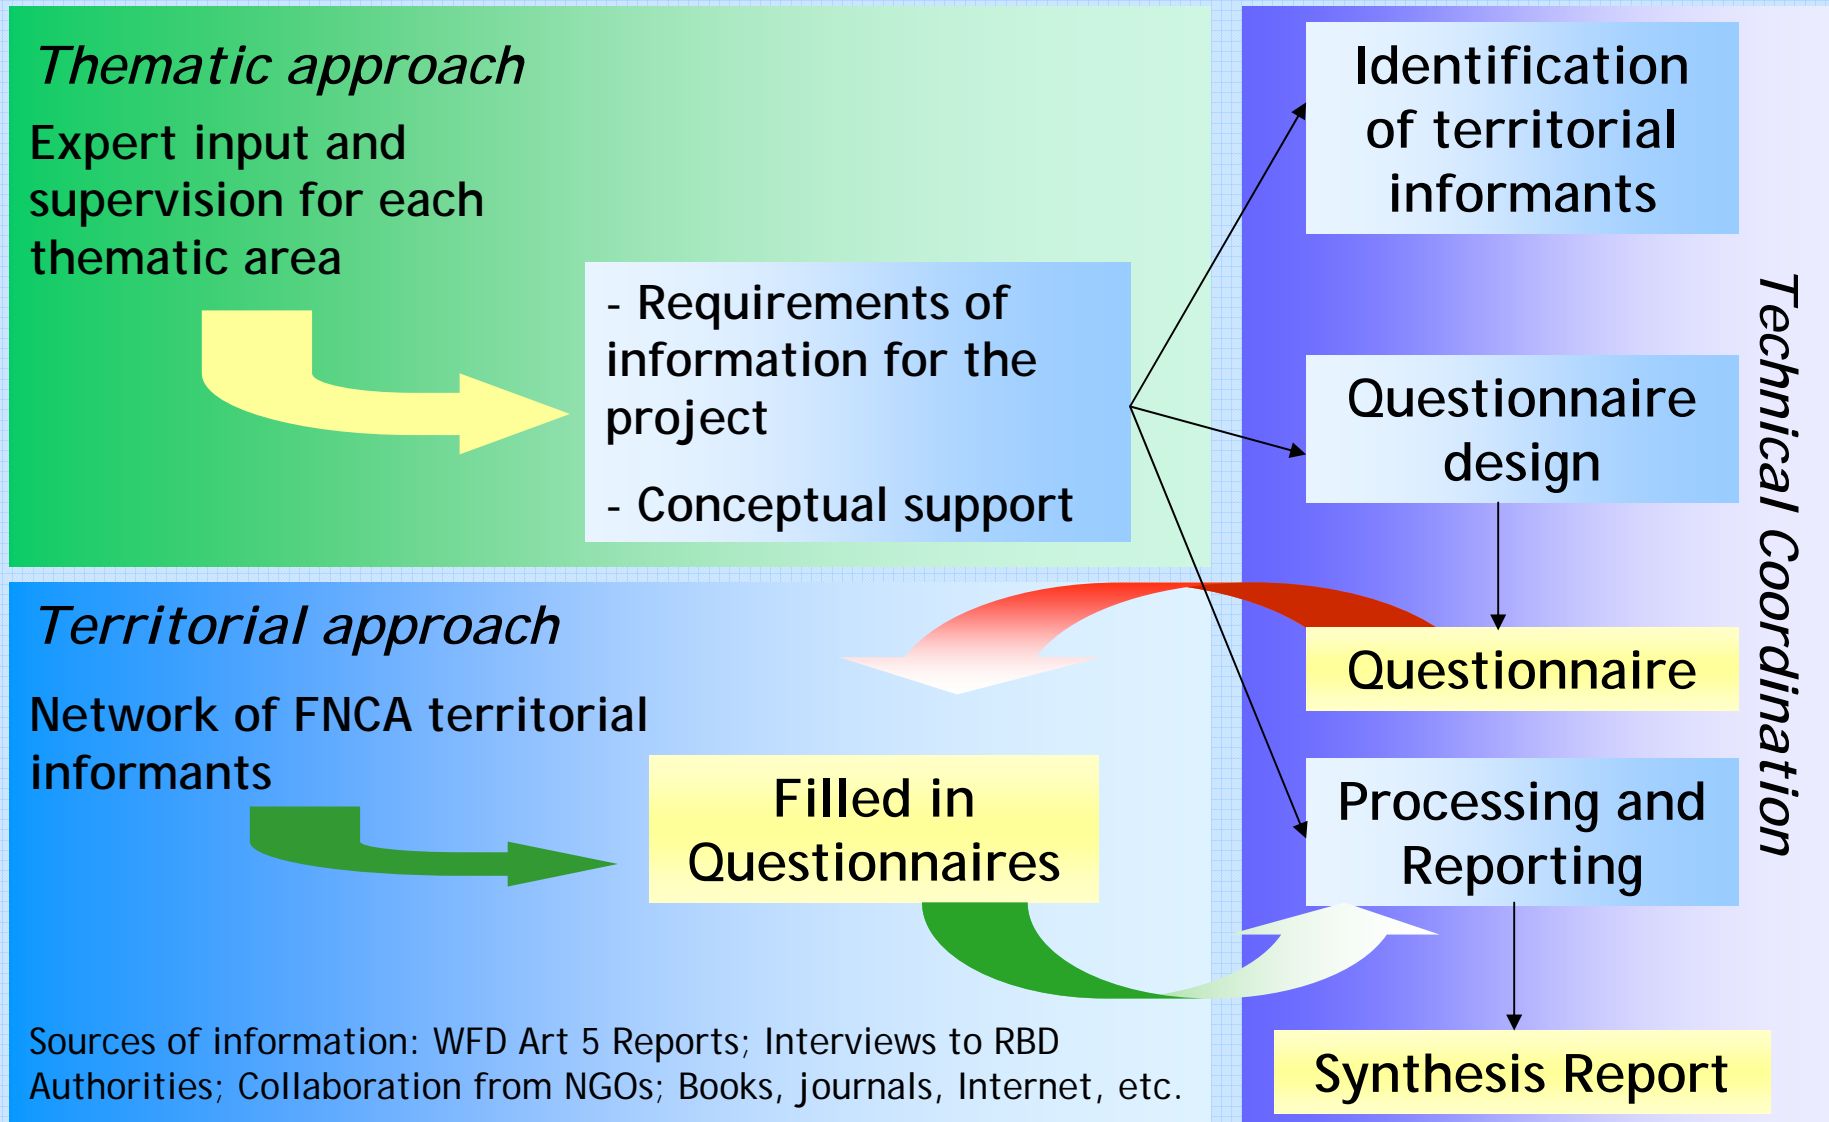 Thematic approach
Expert input and
supervision for each
thematic area
- Requirements of
information for the
project
- Conceptual support
Territorial approach
Network of FNCA territorial
informants
Filled in
Questionnaires
Sources of information: WFD Art 5 Reports; Interviews to RBD
Authorities; Collaboration from NGOs; Books, journals, Internet, etc.
Identification
of territorial
informants
Questionnaire
design
Questionnaire
Processing and
Reporting
Synthesis Report
Technical Coordination